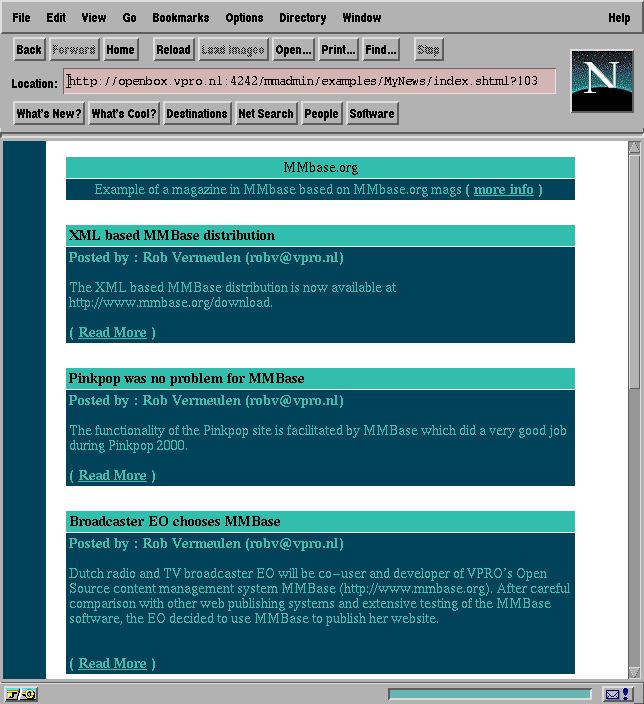 File Edit View Go Bookmarks Options Directory Window Help
Back Forward Home Reload Load Images Open... Print... Find... Stop
Location: http://openbox.vpro.nl:4242/mmadmin/examples/MyNews/index.shtml?103
N
What's New? What's Cool? Destinations Net Search People Software
MMbase.org
Example of a magazine in MMbase based on MMbase.org mags ( more info )
XML based MMBase distribution
Posted by : Rob Vermeulen (robv@vpro.nl)
The XML based MMBase distribution is now available at
http://www.mmbase.org/download.
( Read More )
Pinkpop was no problem for MMBase
Posted by : Rob Vermeulen (robv@vpro.nl)
The functionality of the Pinkpop site is facilitated by MMBase which did a very good job
during Pinkpop 2000.
( Read More )
Broadcaster EO chooses MMBase
Posted by : Rob Vermeulen (robv@vpro.nl)
Dutch radio and TV broadcaster EO will be co-user and developer of VPRO's Open
Source content management system MMBase (http://www.mmbase.org). After careful
comparison with other web publishing systems and extensive testing of the MMBase
software, the EO decided to use MMBase to publish her website.
( Read More )